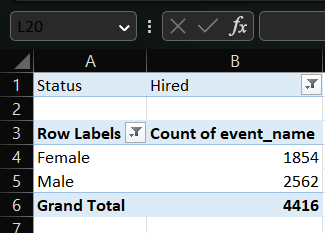 L20 fx
A B
1 Status Hired
2
3 Row Labels Count of event_name
4 Female 1854
5 Male 2562
6 Grand Total 4416
7